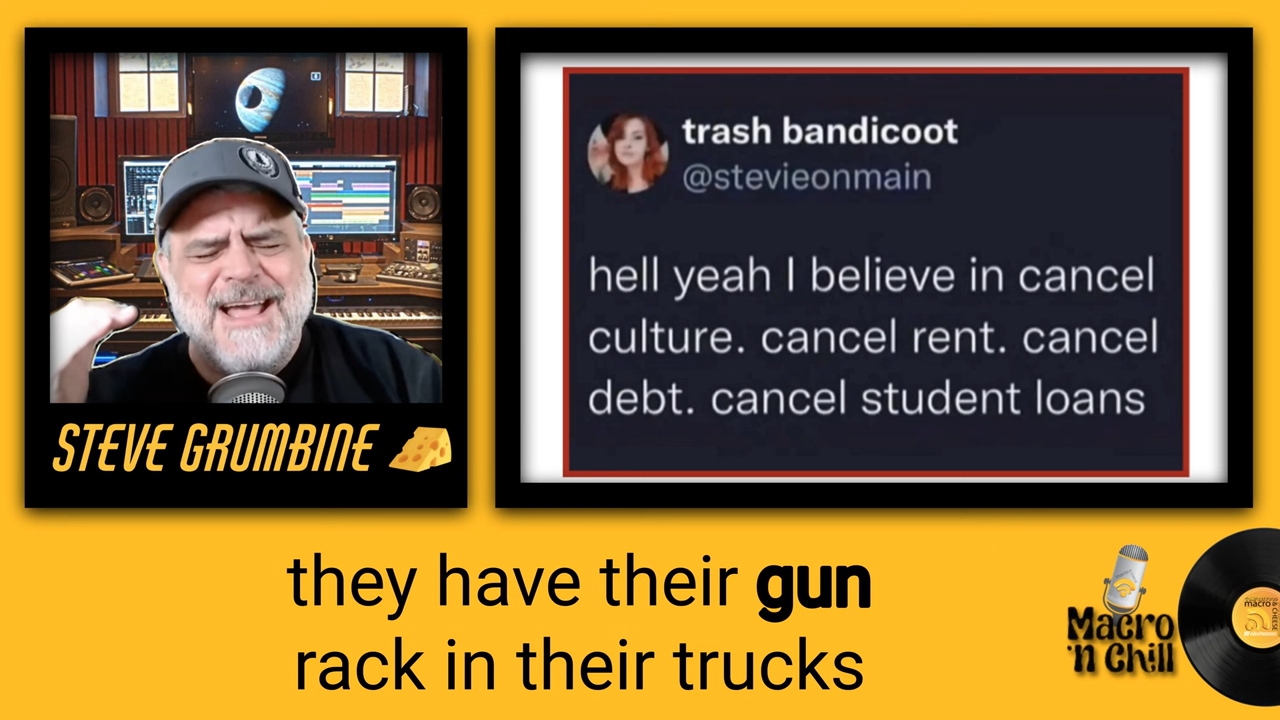 STEVE GRUMBINE
trash bandicoot
@stevieonmain
hell yeah I believe in cancel
culture. cancel rent. cancel
debt. cancel student loans
they have their gun
rack in their trucks
Macro
'N Chill
macro